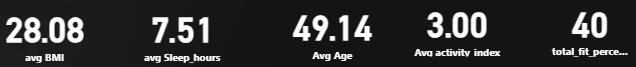 28.08 7.51 49.14 3.00 40
avg BMI avg Sleep_hours Avg Age Avg activity_index total_fit_perce...